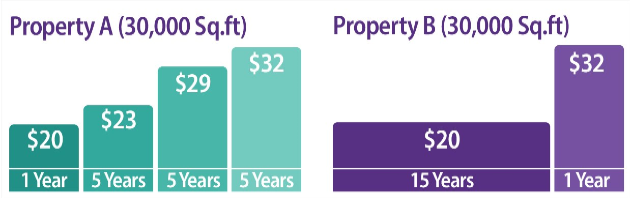 Property A (30,000 Sq.ft)
$20
$23
$29
$32
1 Year
5 Years
5 Years
5 Years
Property B (30,000 Sq.ft)
$20
$32
15 Years
1 Year